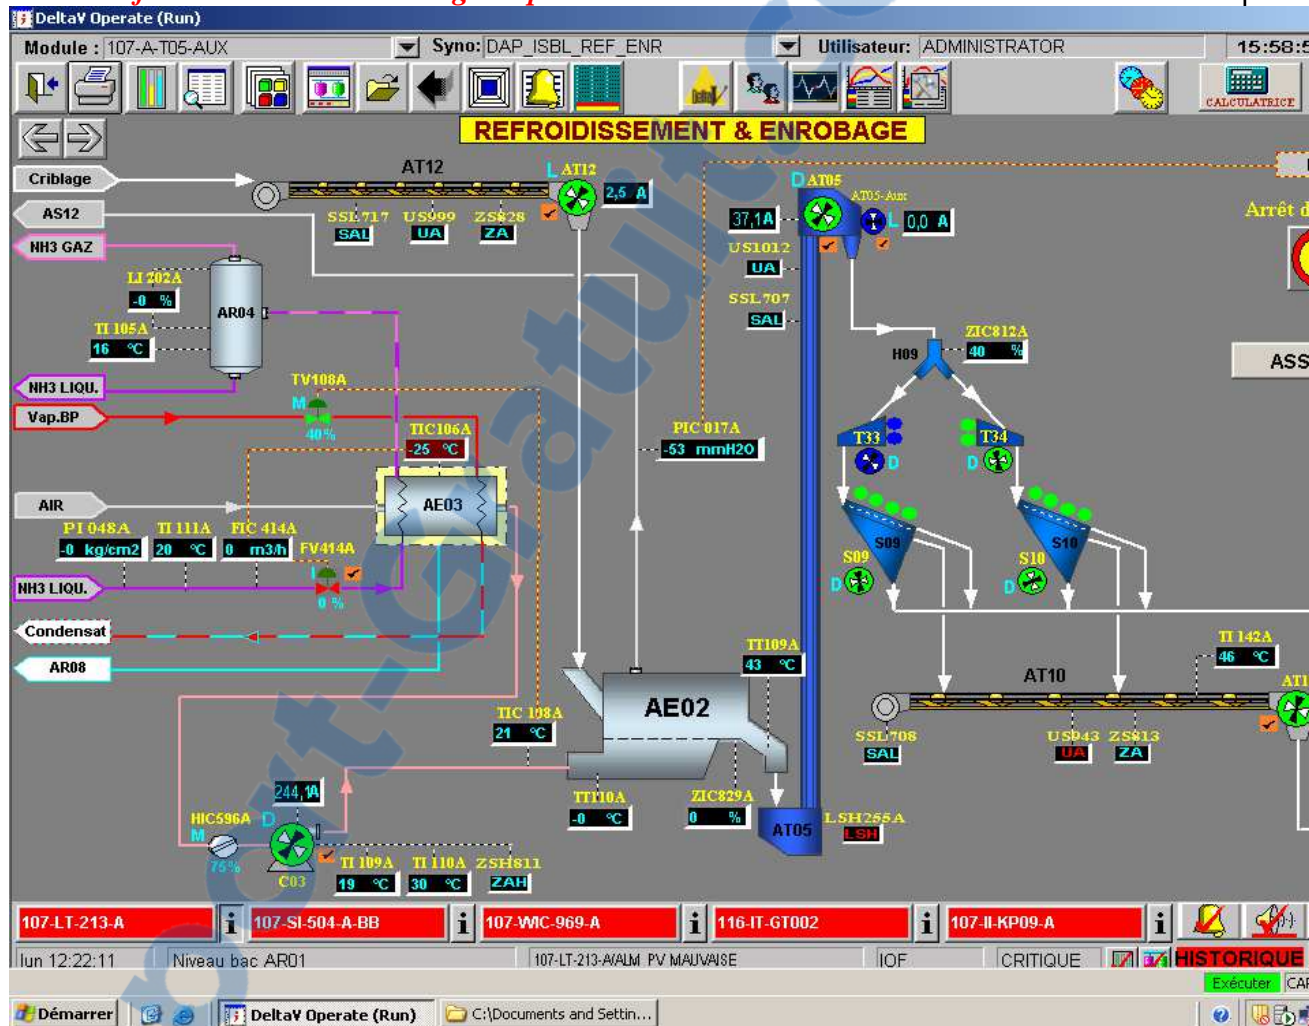 DeltaV Operate (Run)
Module : 107-A-T05-AUX
Syno: DAP_ISBL_REF_ENR
Utilisateur: ADMINISTRATOR
15:58:5
CALCULATRICE
REFROIDISSEMENT & ENROBAGE
Criblage
AT12
L AT12
2,5 A
SSL717 US999 ZS828
SAL UA ZA
AS12
NH3 GAZ
LI 202A
-0 %
AR04
TI 105A
16 °C
NH3 LIQU.
Vap.BP
TV108A
M
40%
TIC106A
-25 °C
D AT05
AT05-Aux
37,1A
L 0,0 A
US1012
UA
SSL707
SAL
Arrêt d
ASS
H09
ZIC812A
40 %
PIC 017A
-53 mmH2O
T33
D
T34
D
AIR
AE03
PI 048A TI 111A FIC 414A
-0 kg/cm2 20 °C 0 m3/h
FV414A
0 %
NH3 LIQU.
Condensat
AR08
S09
S09
D
S10
S10
D
TI 142A
46 °C
AT10
AT1
SSL708 US943 ZS813
SAL UA ZA
TT109A
43 °C
AE02
TIC 108A
21 °C
TT110A
-0 °C
ZIC829A
0 %
AT05
LSH255A
LSH
244,1A
HIC596A
M
75%
D
C03
TI 109A TI 110A ZSH811
19 °C 30 °C ZAH
107-LT-213-A
107-SI-504-A-BB
107-WIC-969-A
116-IT-GT002
107-II-KP09-A
lun 12:22:11 Niveau bac AR01 107-LT-213-A/ALM PV MAUVAISE IOF CRITIQUE HISTORIQUE
Exécuter CAP
Démarrer DeltaV Operate (Run) C:\Documents and Settin...